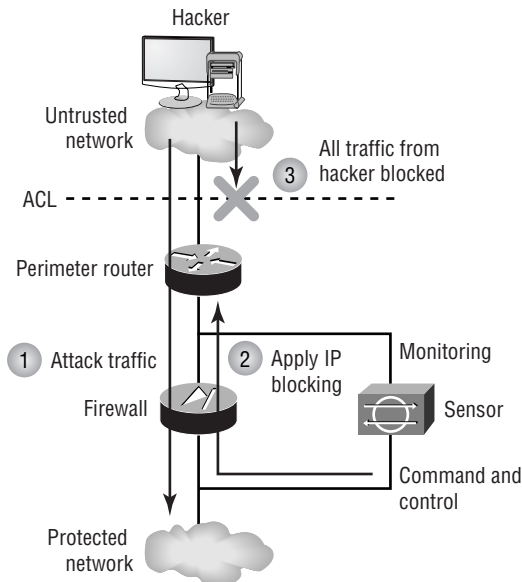 Hacker
Untrusted
network
3
All traffic from
hacker blocked
ACL
Perimeter router
1
Attack traffic
2
Apply IP
blocking
Monitoring
Firewall
Sensor
Command and
control
Protected
network